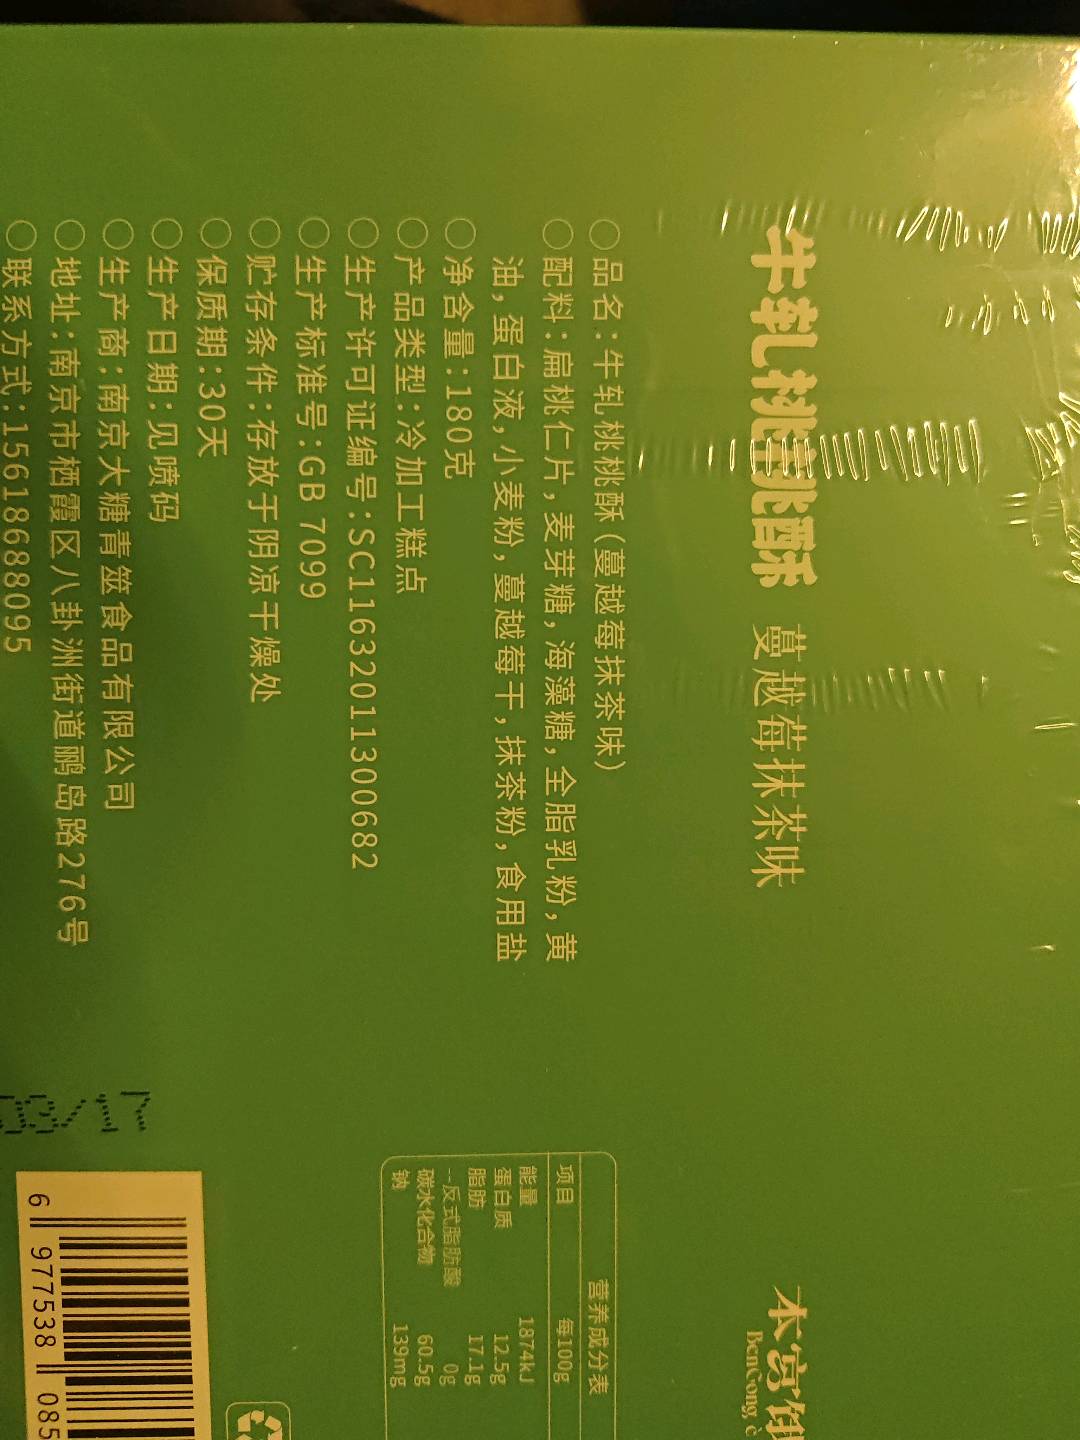 牛轧桃桃酥 蔓越莓抹茶味
○品名:牛轧桃桃酥(蔓越莓抹茶味)
○配料:扁桃仁片,麦芽糖,海藻糖,全脂乳粉,黄
油,蛋白液,小麦粉,蔓越莓干,抹茶粉,食用盐
○净含量:180克
○产品类型:冷加工糕点
○生产许可证编号:SC11632011300682
○生产标准号:GB 7099
○贮存条件:存放于阴凉干燥处
○保质期:30天
○生产日期:见喷码
○生产商:南京大糖青筮食品有限公司
○地址:南京市栖霞区八卦洲街道鹂岛路276号
○联系方式:15618688095
03/17
本宫饼
BenGong
营养成分表
项目 每100g
能量 1874kJ
蛋白质 12.5g
脂肪 17.1g
--反式脂肪酸 0g
碳水化合物 60.5g
钠 139mg
6 977538 085